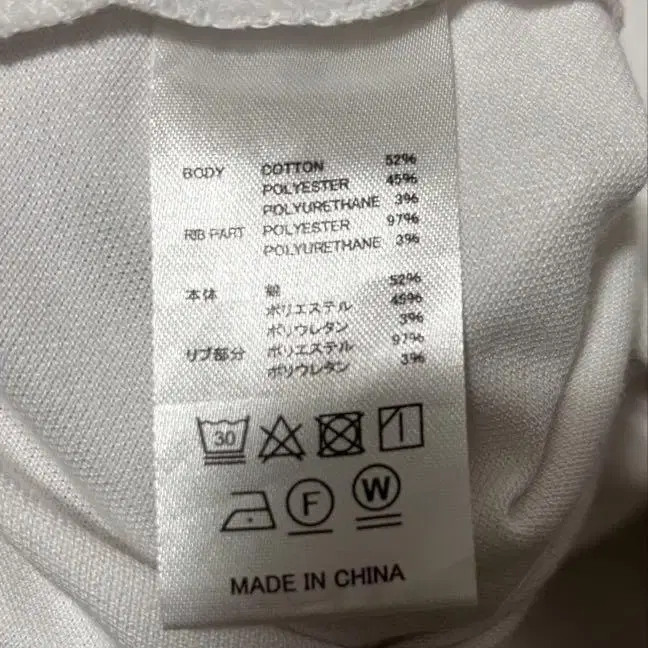 BODY COTTON 52%
POLYESTER 45%
POLYURETHANE 3%
RIB PART POLYESTER 97%
POLYURETHANE 3%
本体 綿 52%
ポリエステル 45%
ポリウレタン 3%
リブ部分 ポリエステル 97%
ポリウレタン 3%
30
F W
MADE IN CHINA